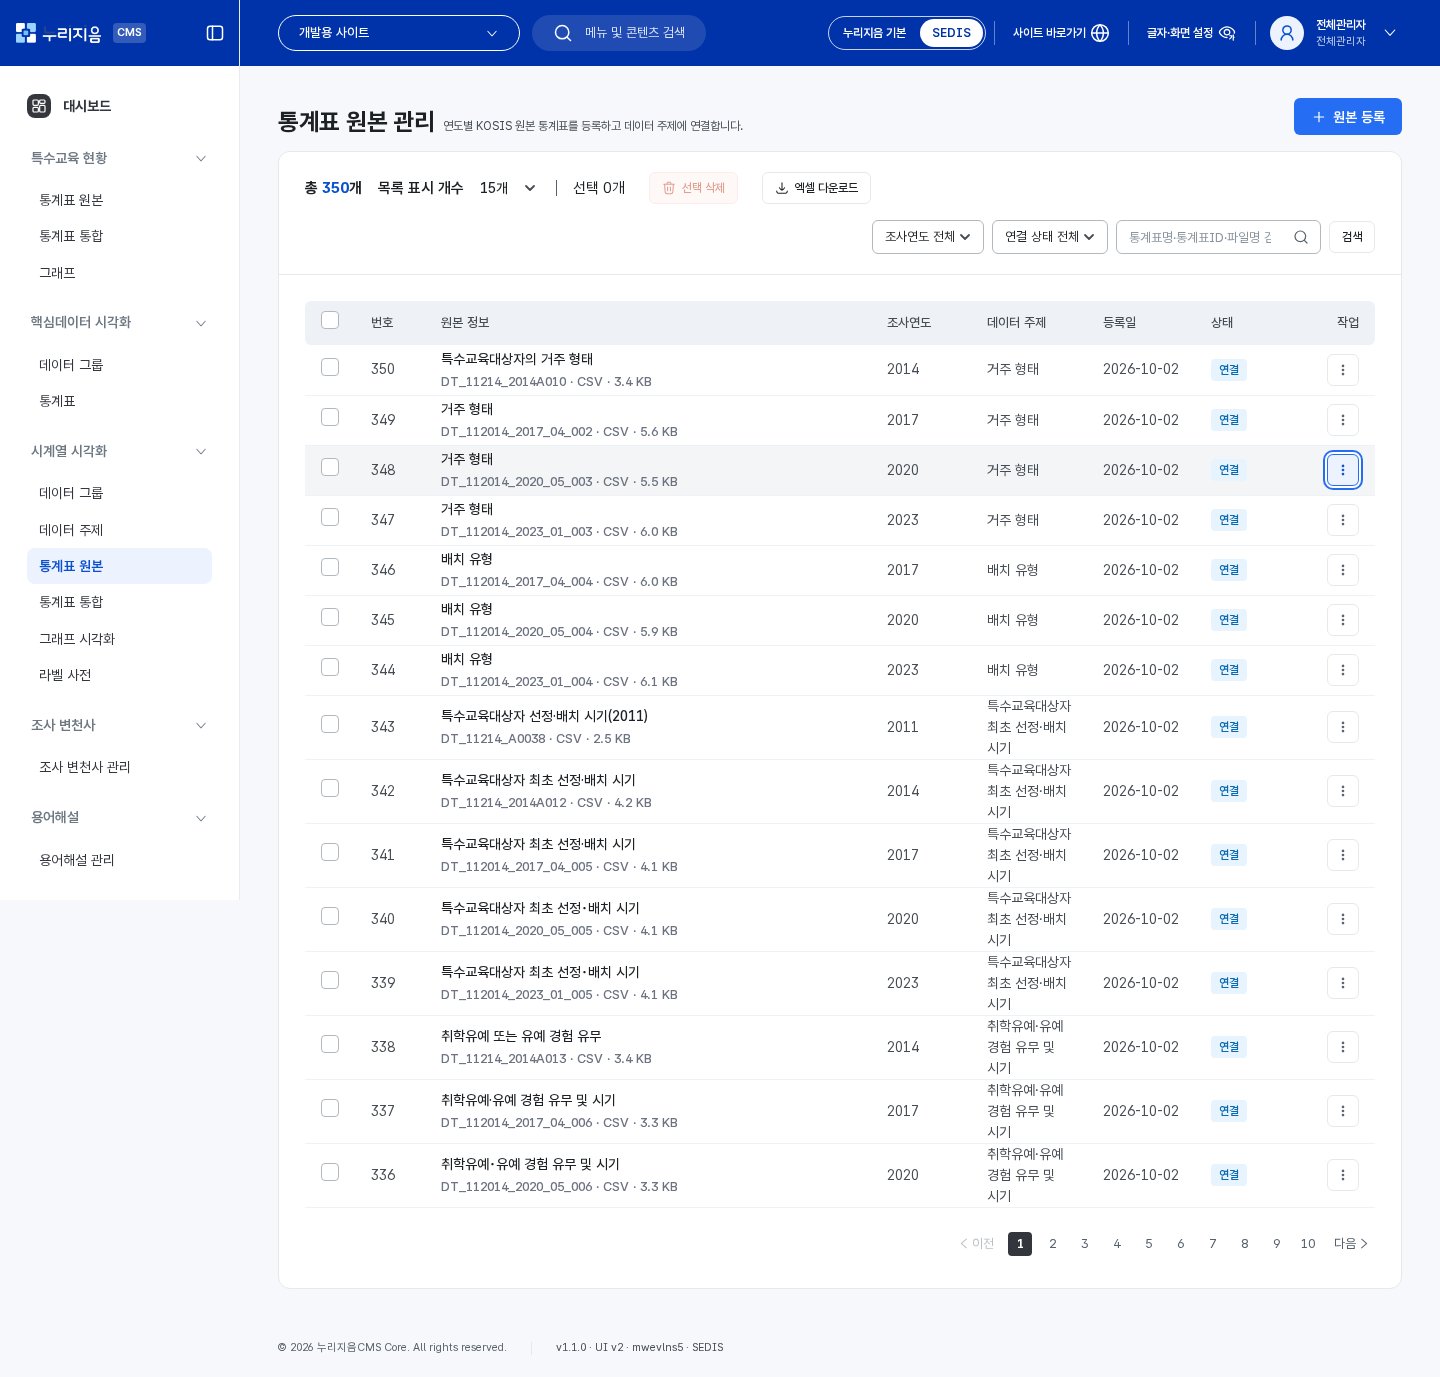 누리지음 CMS
개발용 사이트
메뉴 및 콘텐츠 검색
누리지음 기본
SEDIS
사이트 바로가기
글자·화면 설정
전체관리자
전체관리자
대시보드
특수교육 현황
통계표 원본
통계표 통합
그래프
핵심데이터 시각화
데이터 그룹
통계표
시계열 시각화
데이터 그룹
데이터 주제
통계표 원본
통계표 통합
그래프 시각화
라벨 사전
조사 변천사
조사 변천사 관리
용어해설
용어해설 관리
통계표 원본 관리 연도별 KOSIS 원본 통계표를 등록하고 데이터 주제에 연결합니다.
원본 등록
총 350개 목록 표시 개수 15개 선택 0개 선택 삭제 엑셀 다운로드
조사연도 전체 연결 상태 전체 통계표명·통계표ID·파일명 검색
번호 원본 정보 조사연도 데이터 주제 등록일 상태 작업
350 특수교육대상자의 거주 형태 2014 거주 형태 2026-10-02 연결
DT_11214_2014A010 · CSV · 3.4 KB
349 거주 형태 2017 거주 형태 2026-10-02 연결
DT_112014_2017_04_002 · CSV · 5.6 KB
348 거주 형태 2020 거주 형태 2026-10-02 연결
DT_112014_2020_05_003 · CSV · 5.5 KB
347 거주 형태 2023 거주 형태 2026-10-02 연결
DT_112014_2023_01_003 · CSV · 6.0 KB
346 배치 유형 2017 배치 유형 2026-10-02 연결
DT_112014_2017_04_004 · CSV · 6.0 KB
345 배치 유형 2020 배치 유형 2026-10-02 연결
DT_112014_2020_05_004 · CSV · 5.9 KB
344 배치 유형 2023 배치 유형 2026-10-02 연결
DT_112014_2023_01_004 · CSV · 6.1 KB
343 특수교육대상자 선정·배치 시기(2011) 2011 특수교육대상자 최초 선정·배치 시기 2026-10-02 연결
DT_11214_A0038 · CSV · 2.5 KB
342 특수교육대상자 최초 선정·배치 시기 2014 특수교육대상자 최초 선정·배치 시기 2026-10-02 연결
DT_11214_2014A012 · CSV · 4.2 KB
341 특수교육대상자 최초 선정·배치 시기 2017 특수교육대상자 최초 선정·배치 시기 2026-10-02 연결
DT_112014_2017_04_005 · CSV · 4.1 KB
340 특수교육대상자 최초 선정･배치 시기 2020 특수교육대상자 최초 선정·배치 시기 2026-10-02 연결
DT_112014_2020_05_005 · CSV · 4.1 KB
339 특수교육대상자 최초 선정･배치 시기 2023 특수교육대상자 최초 선정·배치 시기 2026-10-02 연결
DT_112014_2023_01_005 · CSV · 4.1 KB
338 취학유예 또는 유예 경험 유무 2014 취학유예·유예 경험 유무 및 시기 2026-10-02 연결
DT_11214_2014A013 · CSV · 3.4 KB
337 취학유예·유예 경험 유무 및 시기 2017 취학유예·유예 경험 유무 및 시기 2026-10-02 연결
DT_112014_2017_04_006 · CSV · 3.3 KB
336 취학유예･유예 경험 유무 및 시기 2020 취학유예·유예 경험 유무 및 시기 2026-10-02 연결
DT_112014_2020_05_006 · CSV · 3.3 KB
이전 1 2 3 4 5 6 7 8 9 10 다음
© 2026 누리지음CMS Core. All rights reserved. v1.1.0 · UI v2 · mwevlns5 · SEDIS